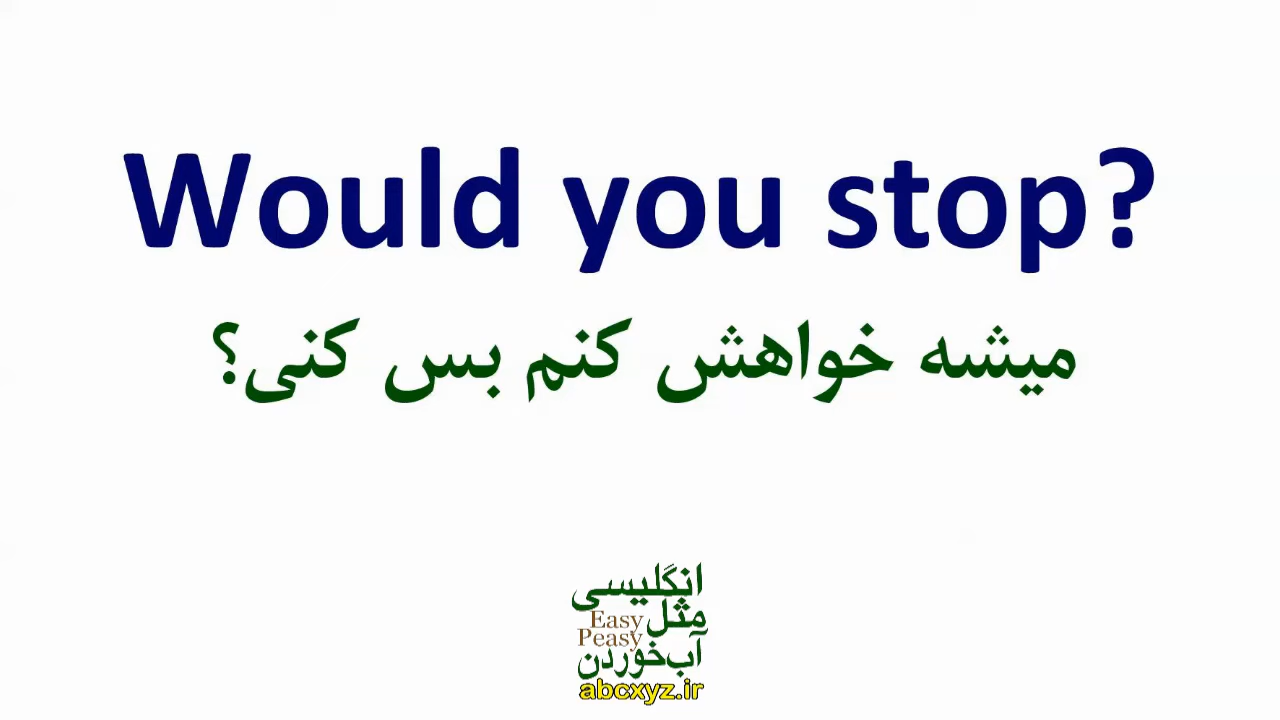 Would you stop?
میشه خواهش کنم بس کنی؟
انگلیسی
مثل Easy
Peasy
آب‌خوردن
abcxyz.ir